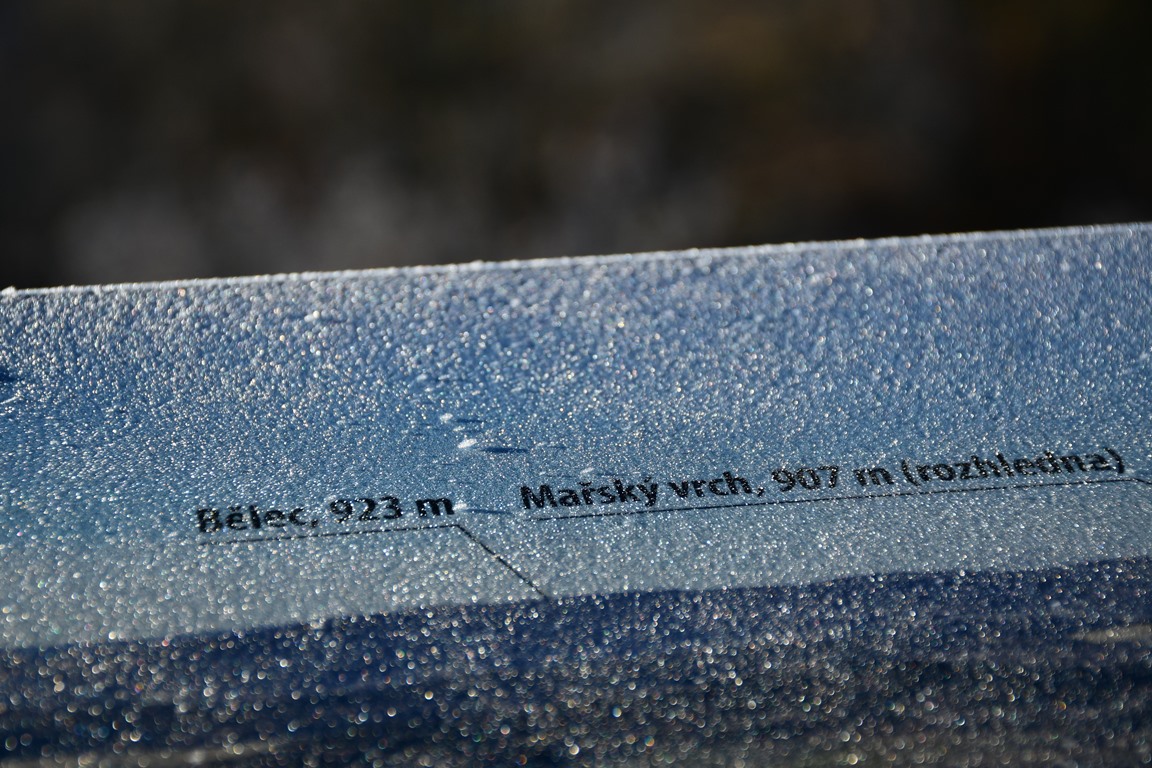 Bělec, 923 m
Mařský vrch, 907 m (rozhledna)